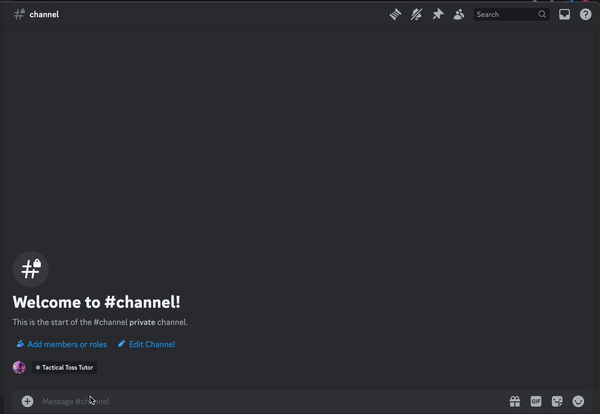 channel
Search
Welcome to #channel!
This is the start of the #channel private channel.
Add members or roles
Edit Channel
Tactical Toss Tutor
Message #channel
GIF